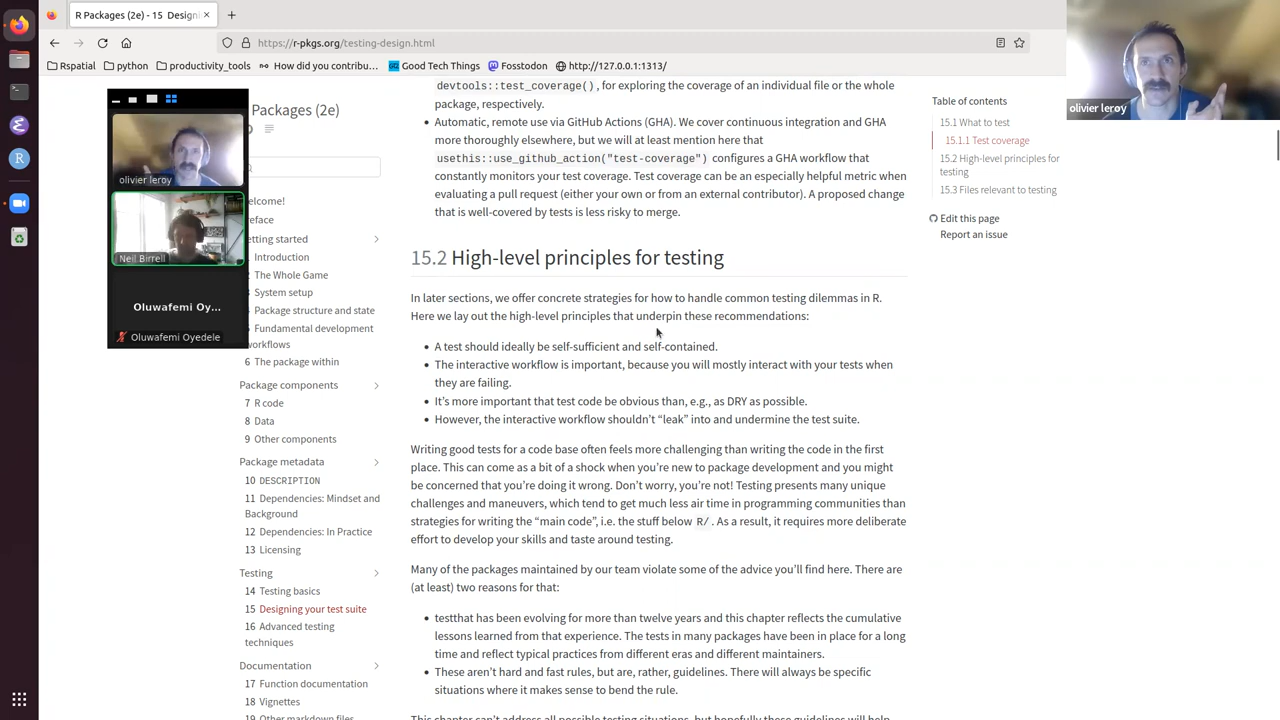 R Packages (2e) - 15 Designi
https://r-pkgs.org/testing-design.html
Rspatial
python
productivity_tools
How did you contribu...
Good Tech Things
Fosstodon
http://127.0.0.1:1313/
olivier leroy
olivier leroy
Neil Birrell
Oluwafemi Oy...
Oluwafemi Oyedele
Packages (2e)
elcome!
eface
etting started
Introduction
The Whole Game
System setup
Package structure and state
Fundamental development
workflows
6 The package within
Package components
7 R code
8 Data
9 Other components
Package metadata
10 DESCRIPTION
11 Dependencies: Mindset and
Background
12 Dependencies: In Practice
13 Licensing
Testing
14 Testing basics
15 Designing your test suite
16 Advanced testing
techniques
Documentation
17 Function documentation
18 Vignettes
19 Other markdown files
devtools::test_coverage(), for exploring the coverage of an individual file or the whole
package, respectively.
Automatic, remote use via GitHub Actions (GHA). We cover continuous integration and GHA
more thoroughly elsewhere, but we will at least mention here that
usethis::use_github_action("test-coverage") configures a GHA workflow that
constantly monitors your test coverage. Test coverage can be an especially helpful metric when
evaluating a pull request (either your own or from an external contributor). A proposed change
that is well-covered by tests is less risky to merge.
15.2 High-level principles for testing
In later sections, we offer concrete strategies for how to handle common testing dilemmas in R.
Here we lay out the high-level principles that underpin these recommendations:
A test should ideally be self-sufficient and self-contained.
The interactive workflow is important, because you will mostly interact with your tests when
they are failing.
It's more important that test code be obvious than, e.g., as DRY as possible.
However, the interactive workflow shouldn't “leak” into and undermine the test suite.
Writing good tests for a code base often feels more challenging than writing the code in the first
place. This can come as a bit of a shock when you're new to package development and you might
be concerned that you're doing it wrong. Don't worry, you're not! Testing presents many unique
challenges and maneuvers, which tend to get much less air time in programming communities than
strategies for writing the “main code”, i.e. the stuff below R/. As a result, it requires more deliberate
effort to develop your skills and taste around testing.
Many of the packages maintained by our team violate some of the advice you'll find here. There are
(at least) two reasons for that:
testthat has been evolving for more than twelve years and this chapter reflects the cumulative
lessons learned from that experience. The tests in many packages have been in place for a long
time and reflect typical practices from different eras and different maintainers.
These aren't hard and fast rules, but are, rather, guidelines. There will always be specific
situations where it makes sense to bend the rule.
This chapter can't address all possible testing situations, but hopefully these guidelines will help
Table of contents
15.1 What to test
15.1.1 Test coverage
15.2 High-level principles for
testing
15.3 Files relevant to testing
Edit this page
Report an issue